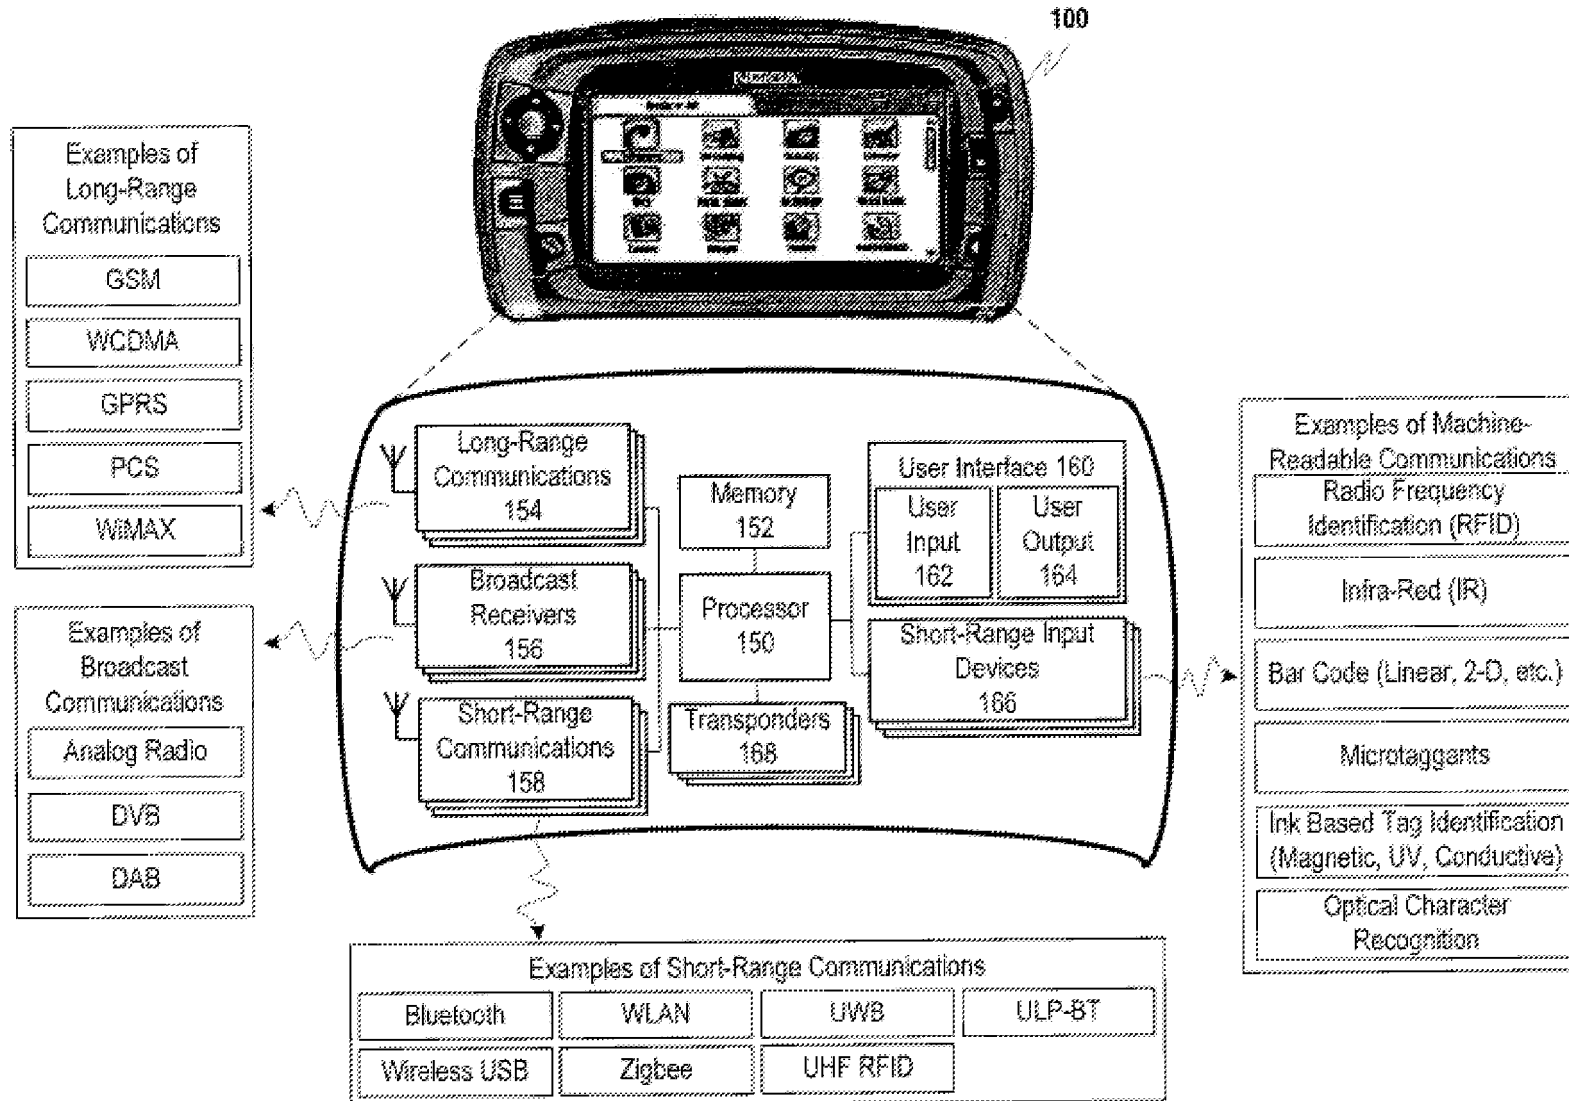 100
NOKIA
Examples of
Long-Range
Communications
GSM
WCDMA
GPRS
PCS
WiMAX
Examples of
Broadcast
Communications
Analog Radio
DVB
DAB
Long-Range
Communications
154
Broadcast
Receivers
156
Short-Range
Communications
158
Memory
152
Processor
150
Transponders
168
User Interface 160
User
Input
162
User
Output
164
Short-Range Input
Devices
166
Examples of Machine-
Readable Communications
Radio Frequency
Identification (RFID)
Infra-Red (IR)
Bar Code (Linear, 2-D, etc.)
Microtaggants
Ink Based Tag Identification
(Magnetic, UV, Conductive)
Optical Character
Recognition
Examples of Short-Range Communications
Bluetooth
WLAN
UWB
ULP-BT
Wireless USB
Zigbee
UHF RFID